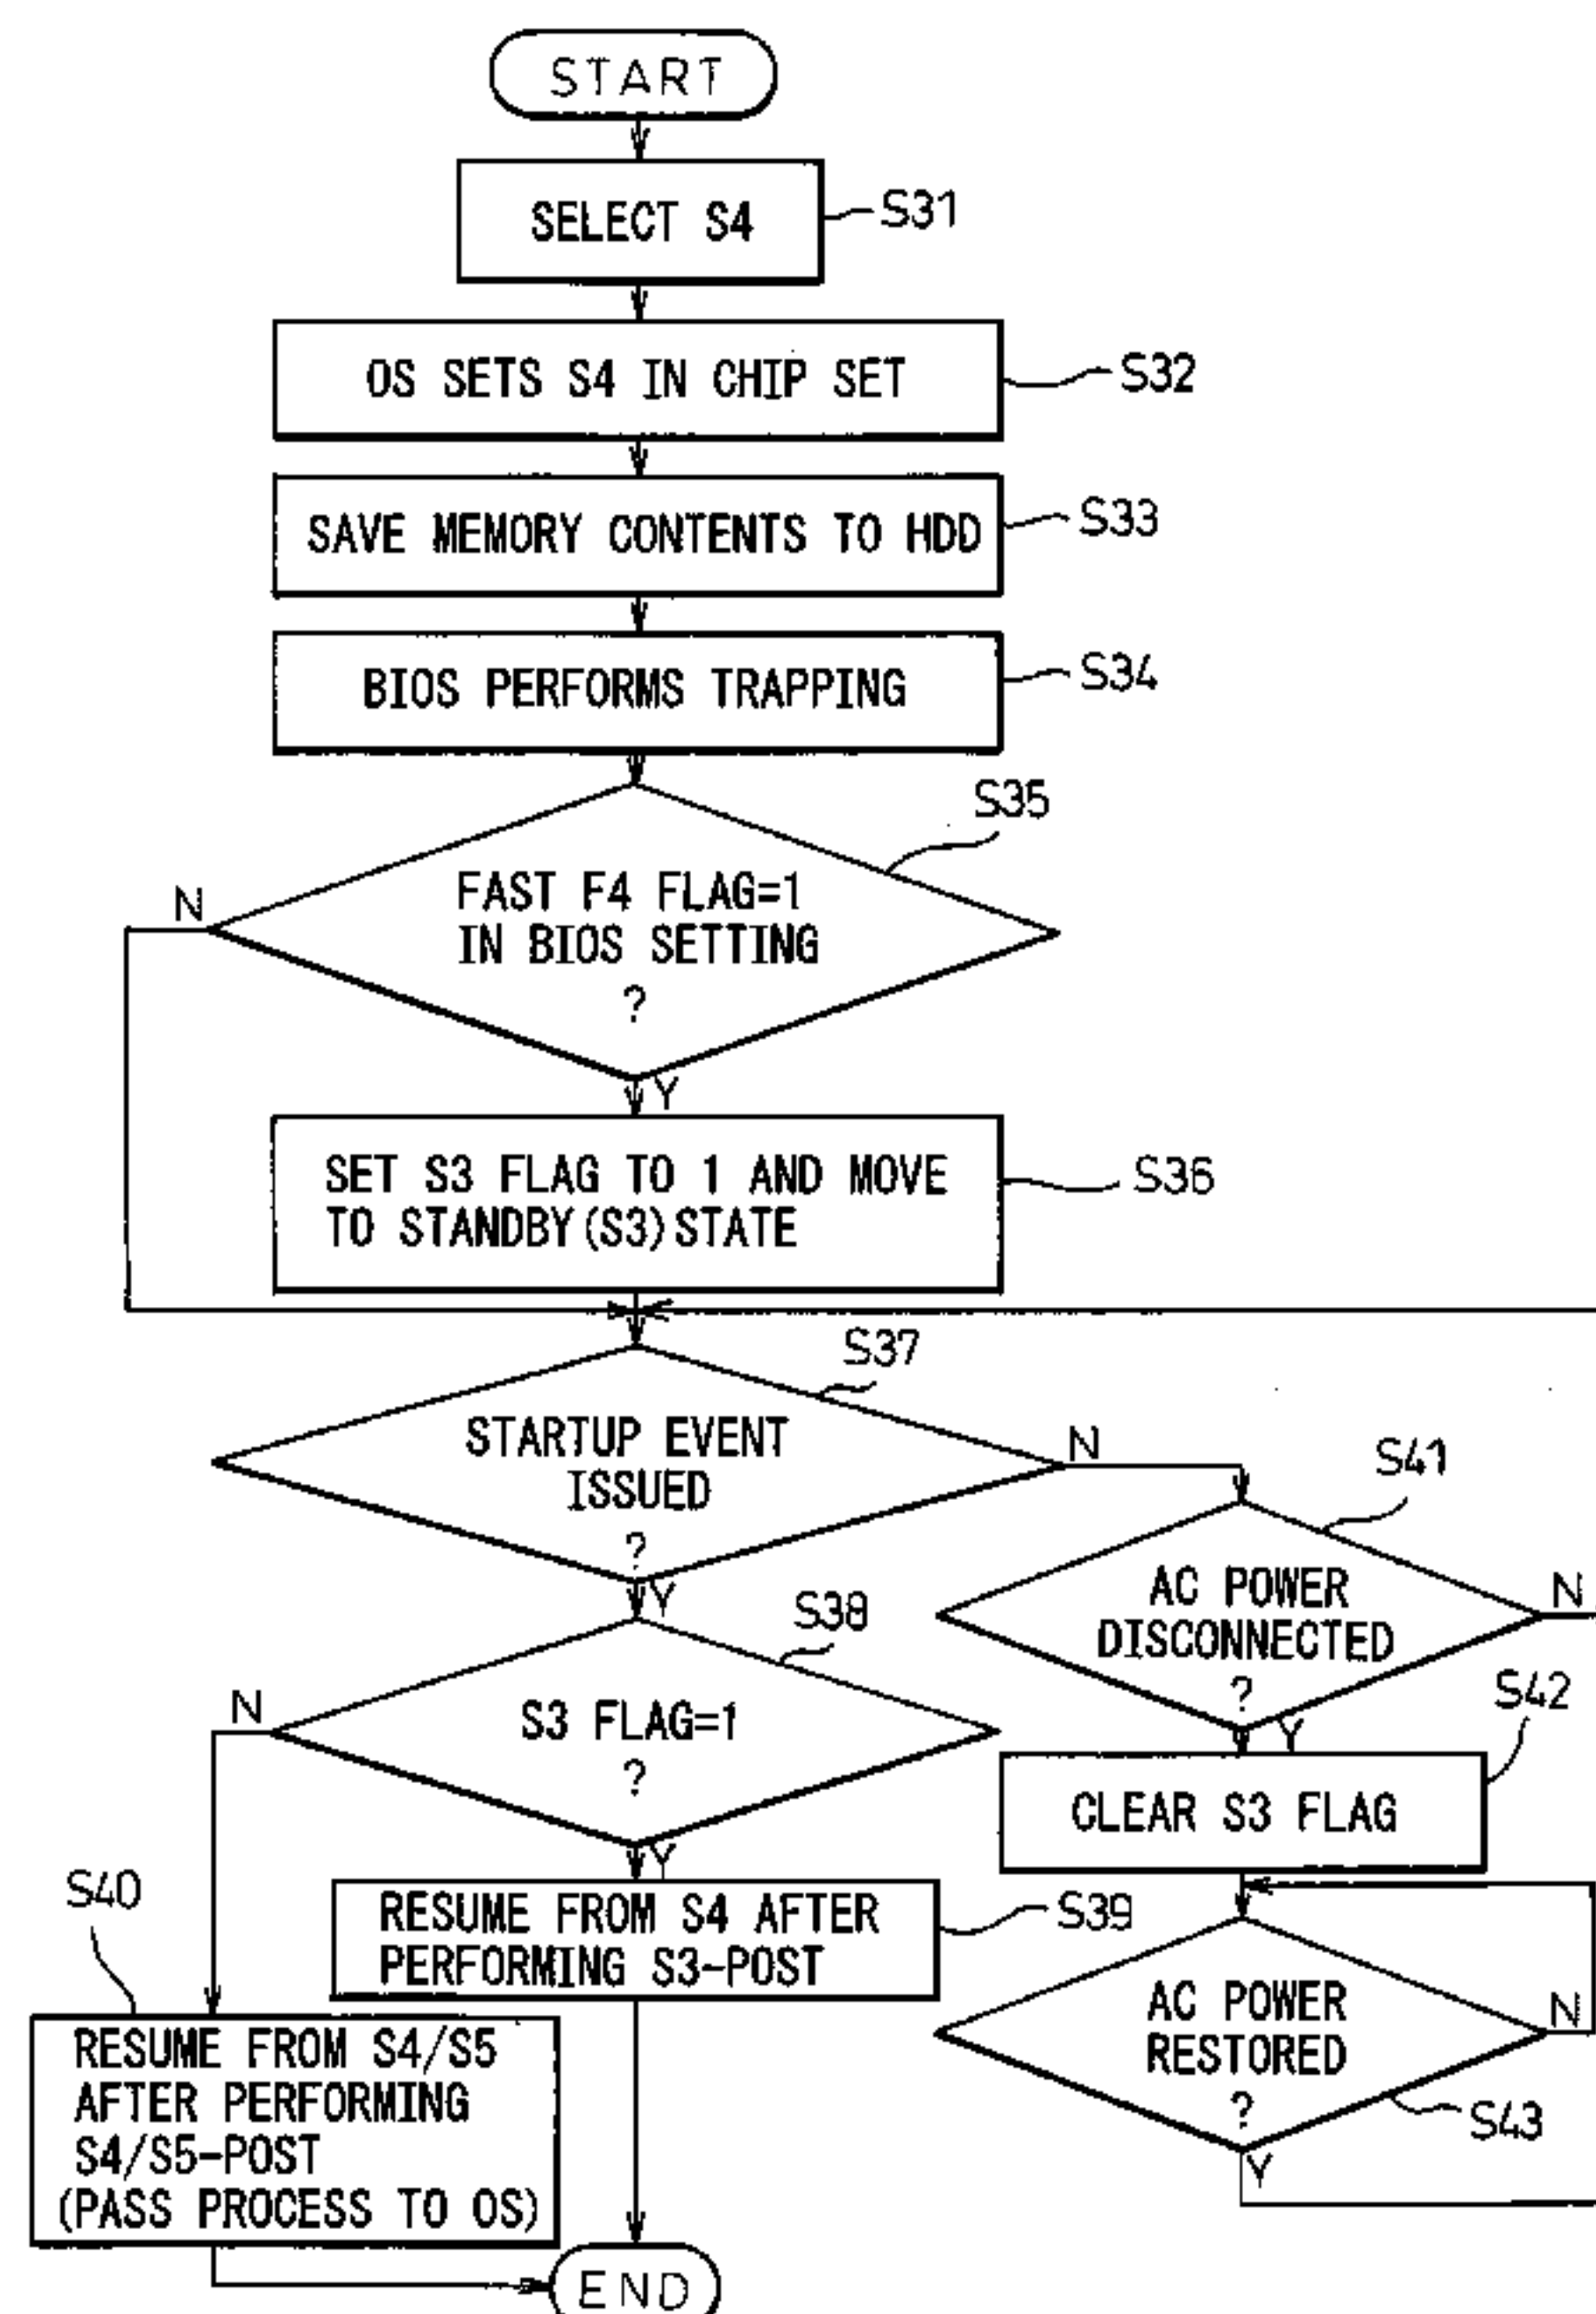 START
SELECT S4
S31
OS SETS S4 IN CHIP SET
S32
SAVE MEMORY CONTENTS TO HDD
S33
BIOS PERFORMS TRAPPING
S34
S35
FAST F4 FLAG=1
IN BIOS SETTING
?
N
Y
SET S3 FLAG TO 1 AND MOVE
TO STANDBY(S3)STATE
S36
S37
STARTUP EVENT
ISSUED
?
N
Y
S41
AC POWER
DISCONNECTED
?
N
Y
S38
S3 FLAG=1
?
N
Y
S42
CLEAR S3 FLAG
S40
RESUME FROM S4 AFTER
PERFORMING S3-POST
S39
AC POWER
RESTORED
?
N
Y
S43
RESUME FROM S4/S5
AFTER PERFORMING
S4/S5-POST
(PASS PROCESS TO OS)
END